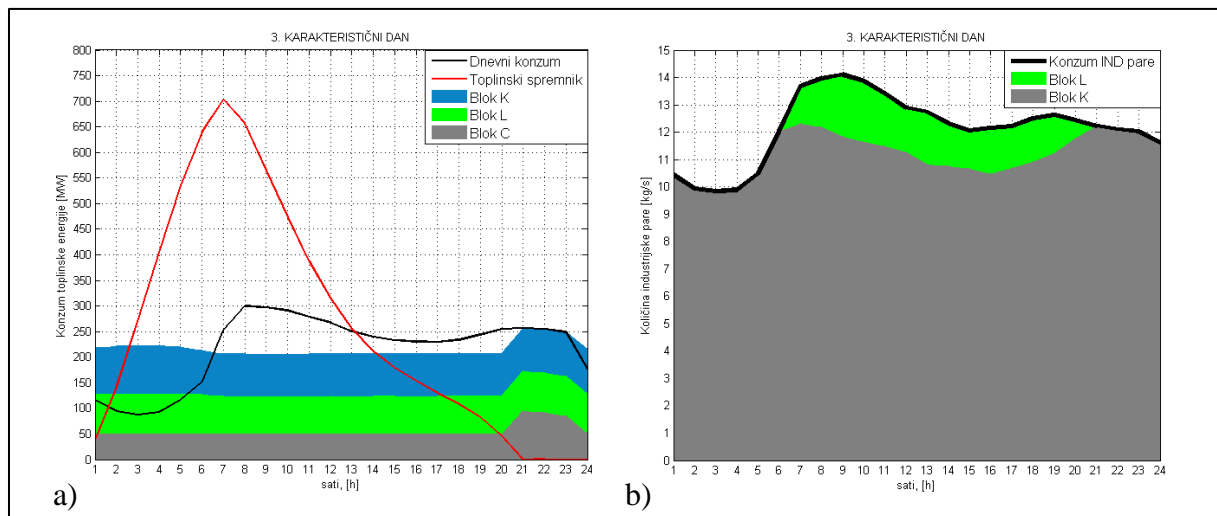 3. KARAKTERISTIČNI DAN
Konzum toplinske energije [MW]
800
750
700
650
600
550
500
450
400
350
300
250
200
150
100
50
0
Dnevni konzum
Toplinski spremnik
Blok K
Blok L
Blok C
1 2 3 4 5 6 7 8 9 10 11 12 13 14 15 16 17 18 19 20 21 22 23 24
sati, [h]
a)
3. KARAKTERISTIČNI DAN
Količina industrijske pare [kg/s]
15
14
13
12
11
10
9
8
7
6
5
4
3
2
1
0
Konzum IND pare
Blok L
Blok K
1 2 3 4 5 6 7 8 9 10 11 12 13 14 15 16 17 18 19 20 21 22 23 24
sati, [h]
b)